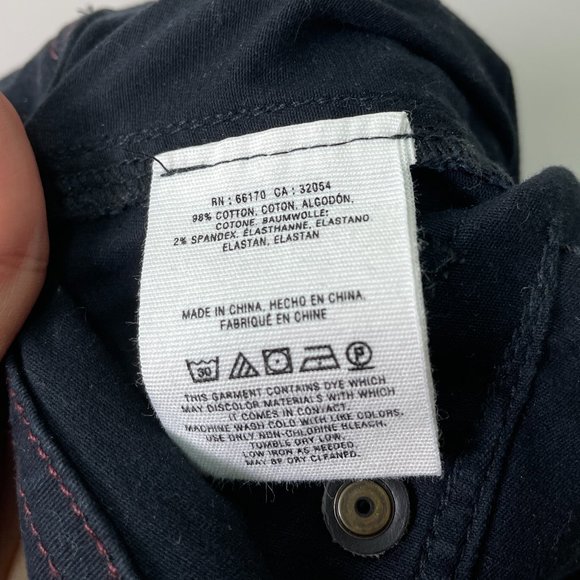 RN : 66170 CA : 32054
98% COTTON, COTON, ALGODÓN,
COTONE, BAUMWOLLE:
2% SPANDEX, ÉLASTHANNE, ELASTANO
ELASTAN, ELASTAN
MADE IN CHINA, HECHO EN CHINA,
FABRIQUÉ EN CHINE
30 P
THIS GARMENT CONTAINS DYE WHICH
MAY DISCOLOR MATERIALS WITH WHICH
IT COMES IN CONTACT.
MACHINE WASH COLD WITH LIKE COLORS,
USE ONLY NON-CHLORINE BLEACH,
TUMBLE DRY LOW,
LOW IRON AS NEEDED
MAY BE DRY CLEANED.